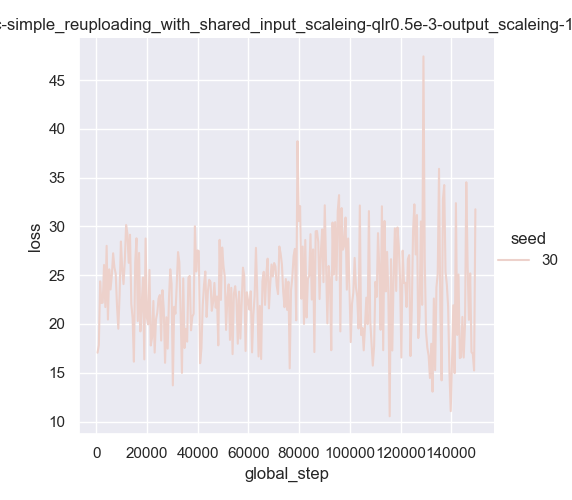 c-simple_reuploading_with_shared_input_scaleing-qlr0.5e-3-output_scaleing-1
45
40
35
30
25
20
15
10
loss
0 20000 40000 60000 80000 100000 120000 140000
global_step
seed
30